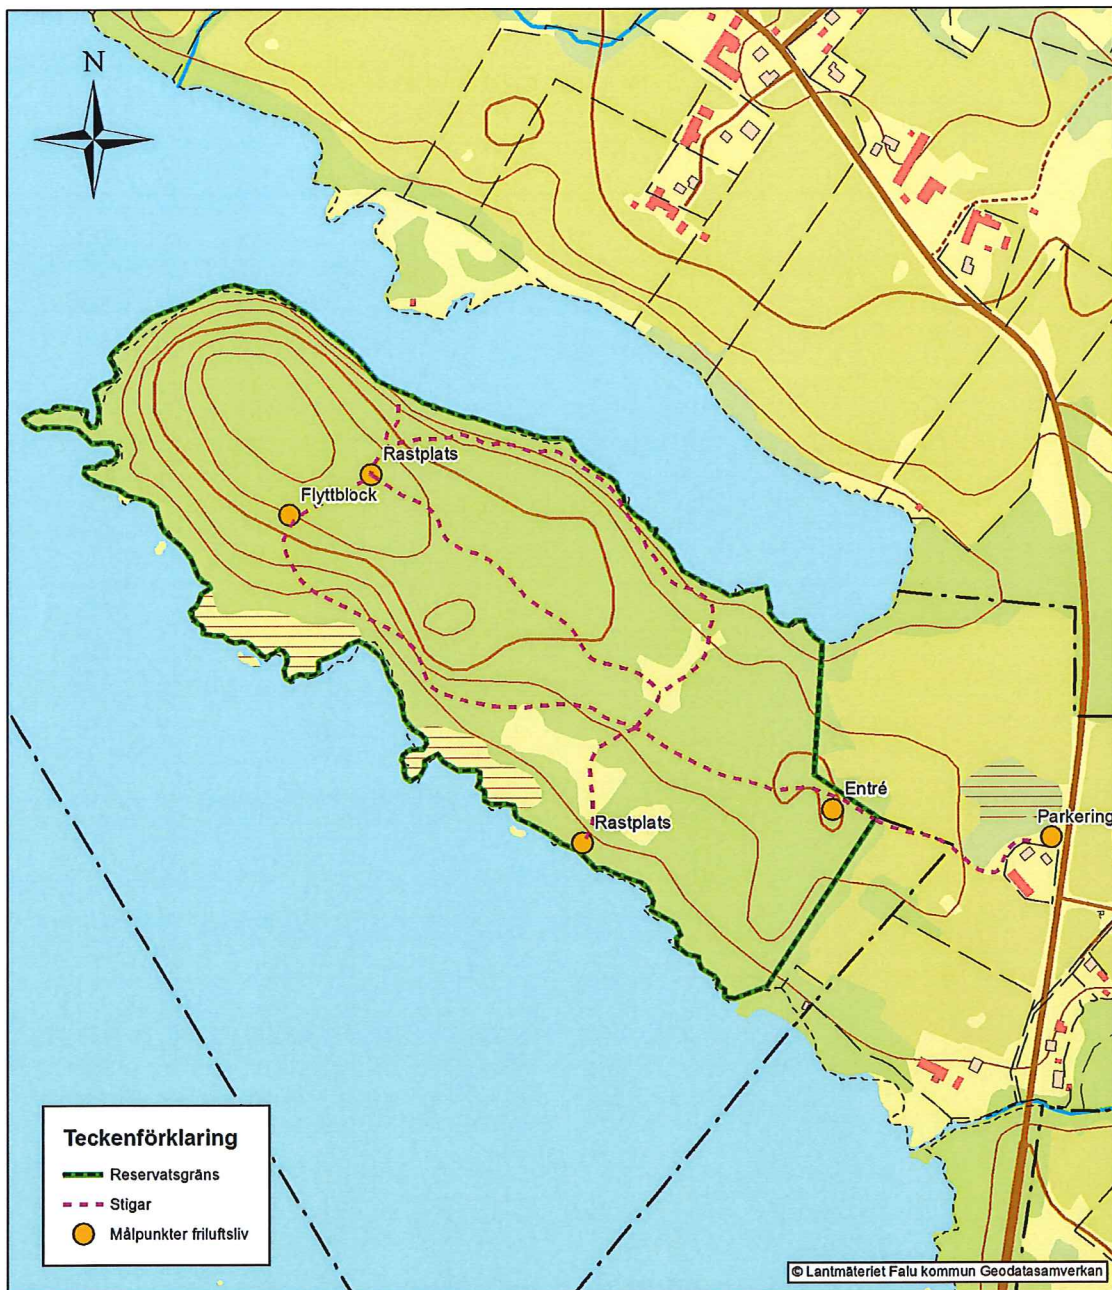 N
Rastplats
Flyttblock
Entré
Parkering
Rastplats
Teckenförklaring
Reservatsgräns
Stigar
Målpunkter friluftsliv
© Lantmäteriet Falu kommun Geodatasamverkan